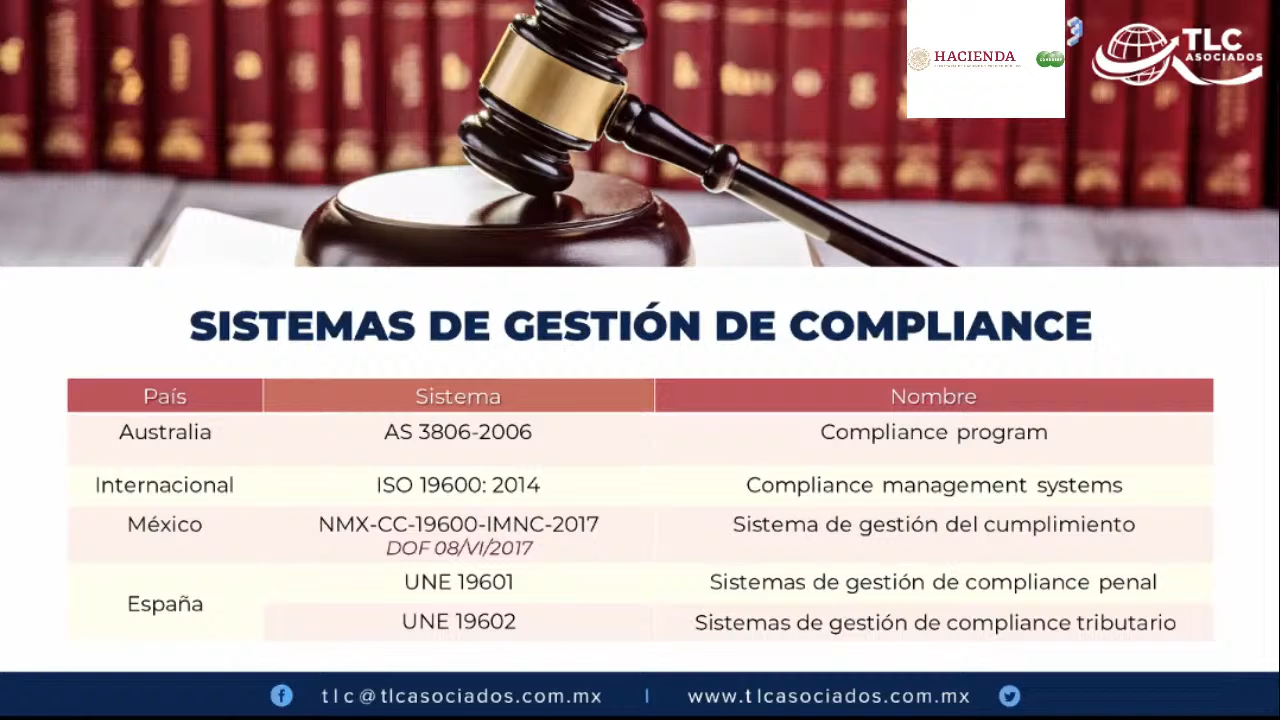 HACIENDA
TLC
ASOCIADOS
SISTEMAS DE GESTIÓN DE COMPLIANCE
País Sistema Nombre
Australia AS 3806-2006 Compliance program
Internacional ISO 19600: 2014 Compliance management systems
México NMX-CC-19600-IMNC-2017 Sistema de gestión del cumplimiento
DOF 08/VI/2017
España
UNE 19601 Sistemas de gestión de compliance penal
UNE 19602 Sistemas de gestión de compliance tributario
tlc@tlcasociados.com.mx | www.tlcasociados.com.mx